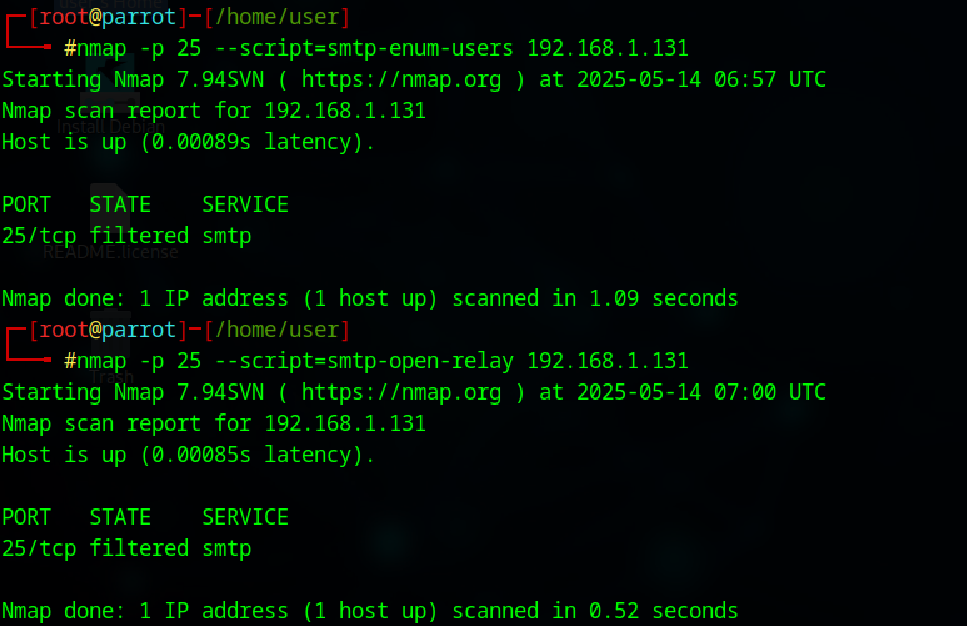 ┌─[root@parrot]─[/home/user]
└──╼ #nmap -p 25 --script=smtp-enum-users 192.168.1.131
Starting Nmap 7.94SVN ( https://nmap.org ) at 2025-05-14 06:57 UTC
Nmap scan report for 192.168.1.131
Install Debian
Host is up (0.00089s latency).
PORT   STATE    SERVICE
25/tcp filtered smtp
README.license
Nmap done: 1 IP address (1 host up) scanned in 1.09 seconds
┌─[root@parrot]─[/home/user]
└──╼ #nmap -p 25 --script=smtp-open-relay 192.168.1.131
Trash
Starting Nmap 7.94SVN ( https://nmap.org ) at 2025-05-14 07:00 UTC
Nmap scan report for 192.168.1.131
Host is up (0.00085s latency).
PORT   STATE    SERVICE
25/tcp filtered smtp
Nmap done: 1 IP address (1 host up) scanned in 0.52 seconds